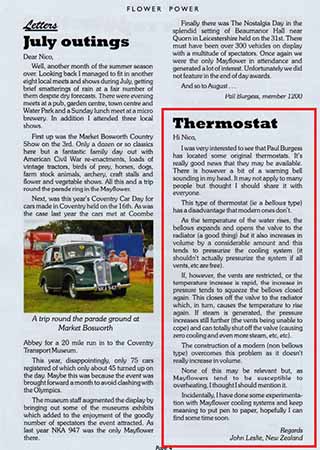 FLOWER POWER
Letters
July outings
Dear Nico,
Well, another month of the summer season
over. Looking back I managed to fit in another
eight local meets and shows during July, getting
brief smatterings of rain at a fair number of
them despite dry forecasts. There were evening
meets at a pub, garden centre, town centre and
Water Park and a Sunday lunch meet at a micro
brewery. In addition I attended three local
shows.
First up was the Market Bosworth Country
Show on the 3rd. Only a dozen or so classics
here but a fantastic family day out with
American Civil War re-enactments, loads of
vintage tractors, birds of prey, horses, dogs,
farm stock animals, archery, craft stalls and
flower and vegetable shows. All this and a trip
round the parade ring in the Mayflower.
Next, was this year's Coventry Car Day for
cars made in Coventry held on the 16th. As was
the case last year the cars met at Coombe
A trip round the parade ground at
Market Bosworth
Abbey for a 20 mile run in to the Coventry
Transport Museum.
This year, disappointingly, only 75 cars
registered of which only about 45 turned up on
the day. Maybe this was because the event was
brought forward a month to avoid clashing with
the Olympics.
The museum staff augmented the display by
bringing out some of the museums exhibits
which added to the enjoyment of the goodly
number of spectators the event attracted. As
last year NKA 947 was the only Mayflower
there.
Finally there was The Nostalgia Day in the
splendid setting of Beaumanor Hall near
Quorn in Leicestershire held on the 31st. There
must have been over 300 vehicles on display
with a multitude of spectators. Once again we
were the only Mayflower in attendance and
generated a lot of interest. Unfortunately we did
not feature in the end of day awards.
And so to August . . .
Paul Burgess, member 1200
Thermostat
Hi Nico,
I was very interested to see that Paul Burgess
has located some original thermostats. It's
really good news that they may be available.
There is however a bit of a warning bell
sounding in my head. It may not apply to many
people but thought I should share it with
everyone.
This type of thermostat (ie a bellows type)
has a disadvantage that modern ones don't.
As the temperature of the water rises, the
bellows expands and opens the valve to the
radiator (a good thing) but it also increases in
volume by a considerable amount and this
tends to pressurize the cooling system (it
shouldn't actually pressurize the system if all
vents, etc are free).
If, however, the vents are restricted, or the
temperature increase is rapid, the increase in
pressure tends to squeeze the bellows closed
again. This closes off the valve to the radiator
which, in turn, causes the temperature to rise
again. If steam is generated, the pressure
increases still further (the vents being unable to
cope) and can totally shut off the valve (causing
zero cooling and even more steam, etc, etc).
The construction of a modern (non bellows
type) overcomes this problem as it doesn't
really increase in volume.
None of this may be relevant but, as
Mayflowers tend to be susceptible to
overheating, I thought I should mention it.
Incidentally, I have done some experimenta-
tion with Mayflower cooling systems and keep
meaning to put pen to paper, hopefully I can
find some time soon.
Regards
John Leslie, New Zealand